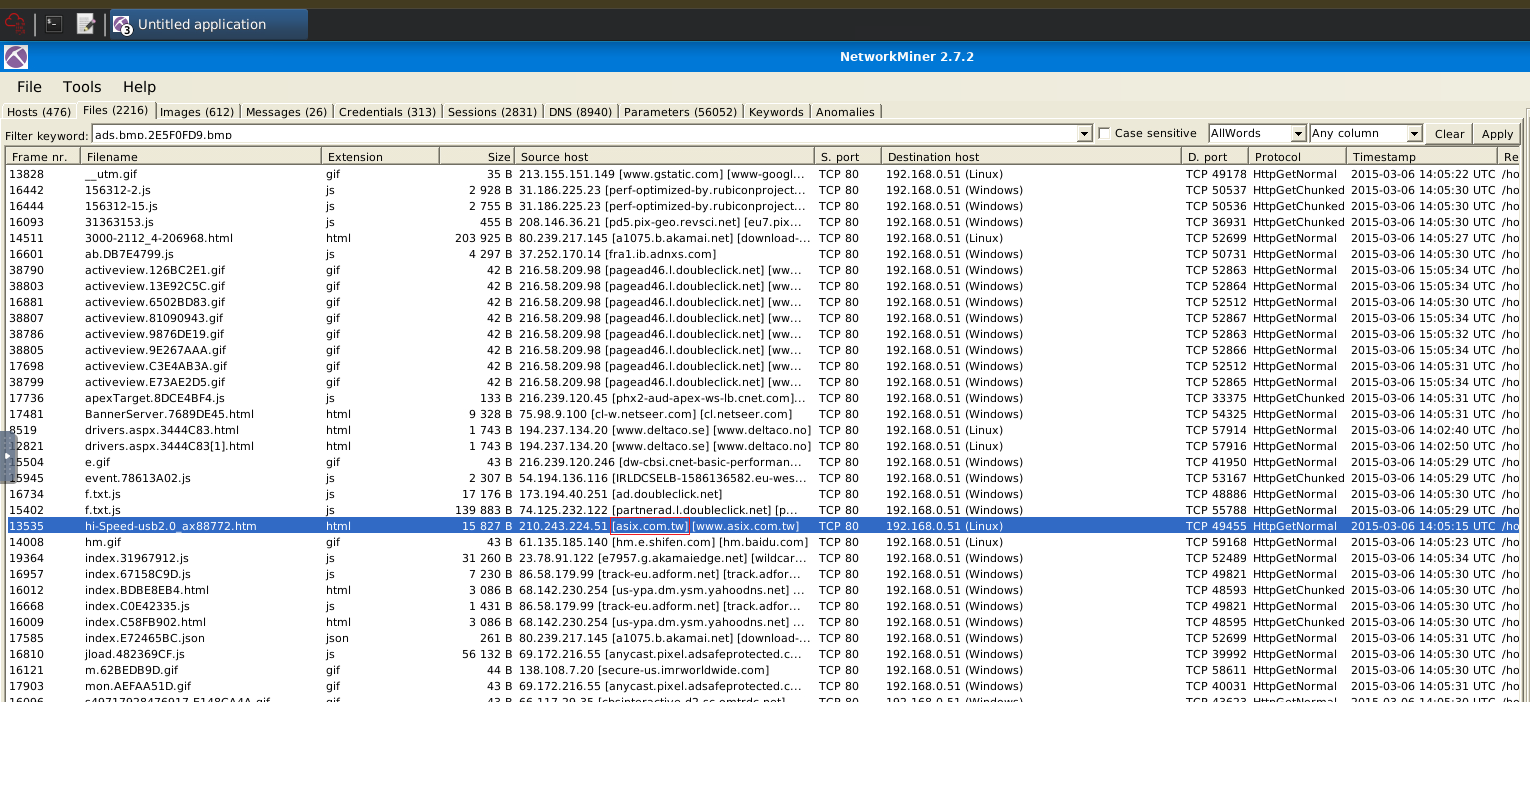 3 Untitled application
NetworkMiner 2.7.2
File Tools Help
Hosts (476) Files (2216) Images (612) Messages (26) Credentials (313) Sessions (2831) DNS (8940) Parameters (56052) Keywords Anomalies
Filter keyword: ads.bmp.2E5F0FD9.bmp Case sensitive AllWords Any column Clear Apply
Frame nr. Filename Extension Size Source host S. port Destination host D. port Protocol Timestamp Re
13828 __utm.gif gif 35 B 213.155.151.149 [www.gstatic.com] [www-googl... TCP 80 192.168.0.51 (Linux) TCP 49178 HttpGetNormal 2015-03-06 14:05:22 UTC /ho
16442 156312-2.js js 2 928 B 31.186.225.23 [perf-optimized-by.rubiconproject... TCP 80 192.168.0.51 (Windows) TCP 50537 HttpGetChunked 2015-03-06 14:05:30 UTC /ho
16444 156312-15.js js 2 755 B 31.186.225.23 [perf-optimized-by.rubiconproject... TCP 80 192.168.0.51 (Windows) TCP 50536 HttpGetChunked 2015-03-06 14:05:30 UTC /ho
16093 31363153.js js 455 B 208.146.36.21 [pd5.pix-geo.revsci.net] [eu7.pix... TCP 80 192.168.0.51 (Windows) TCP 36931 HttpGetChunked 2015-03-06 14:05:30 UTC /ho
14511 3000-2112_4-206968.html html 203 925 B 80.239.217.145 [a1075.b.akamai.net] [download-... TCP 80 192.168.0.51 (Linux) TCP 52699 HttpGetNormal 2015-03-06 14:05:27 UTC /ho
16601 ab.DB7E4799.js js 4 297 B 37.252.170.14 [fra1.ib.adnxs.com] TCP 80 192.168.0.51 (Windows) TCP 50731 HttpGetNormal 2015-03-06 14:05:30 UTC /ho
38790 activeview.126BC2E1.gif gif 42 B 216.58.209.98 [pagead46.l.doubleclick.net] [ww... TCP 80 192.168.0.51 (Windows) TCP 52863 HttpGetNormal 2015-03-06 15:05:34 UTC /ho
38803 activeview.13E92C5C.gif gif 42 B 216.58.209.98 [pagead46.l.doubleclick.net] [ww... TCP 80 192.168.0.51 (Windows) TCP 52864 HttpGetNormal 2015-03-06 15:05:34 UTC /ho
16881 activeview.6502BD83.gif gif 42 B 216.58.209.98 [pagead46.l.doubleclick.net] [ww... TCP 80 192.168.0.51 (Windows) TCP 52512 HttpGetNormal 2015-03-06 14:05:30 UTC /ho
38807 activeview.81090943.gif gif 42 B 216.58.209.98 [pagead46.l.doubleclick.net] [ww... TCP 80 192.168.0.51 (Windows) TCP 52867 HttpGetNormal 2015-03-06 15:05:34 UTC /ho
38786 activeview.9876DE19.gif gif 42 B 216.58.209.98 [pagead46.l.doubleclick.net] [ww... TCP 80 192.168.0.51 (Windows) TCP 52863 HttpGetNormal 2015-03-06 15:05:32 UTC /ho
38805 activeview.9E267AAA.gif gif 42 B 216.58.209.98 [pagead46.l.doubleclick.net] [ww... TCP 80 192.168.0.51 (Windows) TCP 52866 HttpGetNormal 2015-03-06 15:05:34 UTC /ho
17698 activeview.C3E4AB3A.gif gif 42 B 216.58.209.98 [pagead46.l.doubleclick.net] [ww... TCP 80 192.168.0.51 (Windows) TCP 52512 HttpGetNormal 2015-03-06 14:05:31 UTC /ho
38799 activeview.E73AE2D5.gif gif 42 B 216.58.209.98 [pagead46.l.doubleclick.net] [ww... TCP 80 192.168.0.51 (Windows) TCP 52865 HttpGetNormal 2015-03-06 15:05:34 UTC /ho
17736 apexTarget.8DCE4BF4.js js 133 B 216.239.120.45 [phx2-aud-apex-ws-lb.cnet.com]... TCP 80 192.168.0.51 (Windows) TCP 33375 HttpGetChunked 2015-03-06 14:05:31 UTC /ho
17481 BannerServer.7689DE45.html html 9 328 B 75.98.9.100 [cl-w.netseer.com] [cl.netseer.com] TCP 80 192.168.0.51 (Windows) TCP 54325 HttpGetNormal 2015-03-06 14:05:31 UTC /ho
8519 drivers.aspx.3444C83.html html 1 743 B 194.237.134.20 [www.deltaco.se] [www.deltaco.no] TCP 80 192.168.0.51 (Linux) TCP 57914 HttpGetNormal 2015-03-06 14:02:40 UTC /ho
12821 drivers.aspx.3444C83[1].html html 1 743 B 194.237.134.20 [www.deltaco.se] [www.deltaco.no] TCP 80 192.168.0.51 (Linux) TCP 57916 HttpGetNormal 2015-03-06 14:02:50 UTC /ho
15504 e.gif gif 43 B 216.239.120.246 [dw-cbsi.cnet-basic-performan... TCP 80 192.168.0.51 (Windows) TCP 41950 HttpGetNormal 2015-03-06 14:05:29 UTC /ho
15945 event.78613A02.js js 2 307 B 54.194.136.116 [IRLDCSELB-1586136582.eu-wes... TCP 80 192.168.0.51 (Windows) TCP 53167 HttpGetChunked 2015-03-06 14:05:29 UTC /ho
16734 f.txt.js js 17 176 B 173.194.40.251 [ad.doubleclick.net] TCP 80 192.168.0.51 (Windows) TCP 48886 HttpGetNormal 2015-03-06 14:05:30 UTC /ho
15402 f.txt.js js 139 883 B 74.125.232.122 [partnerad.l.doubleclick.net] [p... TCP 80 192.168.0.51 (Windows) TCP 55788 HttpGetNormal 2015-03-06 14:05:29 UTC /ho
13535 hi-Speed-usb2.0_ax88772.htm html 15 827 B 210.243.224.51 [asix.com.tw] [www.asix.com.tw] TCP 80 192.168.0.51 (Linux) TCP 49455 HttpGetNormal 2015-03-06 14:05:15 UTC /ho
14008 hm.gif gif 43 B 61.135.185.140 [hm.e.shifen.com] [hm.baidu.com] TCP 80 192.168.0.51 (Linux) TCP 59168 HttpGetNormal 2015-03-06 14:05:23 UTC /ho
19364 index.31967912.js js 31 260 B 23.78.91.122 [e7957.g.akamaiedge.net] [wildcar... TCP 80 192.168.0.51 (Windows) TCP 52489 HttpGetNormal 2015-03-06 14:05:34 UTC /ho
16957 index.67158C9D.js js 7 230 B 86.58.179.99 [track-eu.adform.net] [track.adfor... TCP 80 192.168.0.51 (Windows) TCP 49821 HttpGetNormal 2015-03-06 14:05:30 UTC /ho
16012 index.BDBE8EB4.html html 3 086 B 68.142.230.254 [us-ypa.dm.ysm.yahoodns.net] ... TCP 80 192.168.0.51 (Windows) TCP 48593 HttpGetChunked 2015-03-06 14:05:30 UTC /ho
16668 index.C0E42335.js js 1 431 B 86.58.179.99 [track-eu.adform.net] [track.adfor... TCP 80 192.168.0.51 (Windows) TCP 49821 HttpGetNormal 2015-03-06 14:05:30 UTC /ho
16009 index.C58FB902.html html 3 086 B 68.142.230.254 [us-ypa.dm.ysm.yahoodns.net] ... TCP 80 192.168.0.51 (Windows) TCP 48595 HttpGetChunked 2015-03-06 14:05:30 UTC /ho
17585 index.E72465BC.json json 261 B 80.239.217.145 [a1075.b.akamai.net] [download-... TCP 80 192.168.0.51 (Windows) TCP 52699 HttpGetNormal 2015-03-06 14:05:31 UTC /ho
16810 jload.482369CF.js js 56 132 B 69.172.216.55 [anycast.pixel.adsafeprotected.c... TCP 80 192.168.0.51 (Windows) TCP 39992 HttpGetNormal 2015-03-06 14:05:30 UTC /ho
16121 m.62BEDB9D.gif gif 44 B 138.108.7.20 [secure-us.imrworldwide.com] TCP 80 192.168.0.51 (Windows) TCP 58611 HttpGetNormal 2015-03-06 14:05:30 UTC /ho
17903 mon.AEFAA51D.gif gif 43 B 69.172.216.55 [anycast.pixel.adsafeprotected.c... TCP 80 192.168.0.51 (Windows) TCP 40031 HttpGetNormal 2015-03-06 14:05:31 UTC /ho